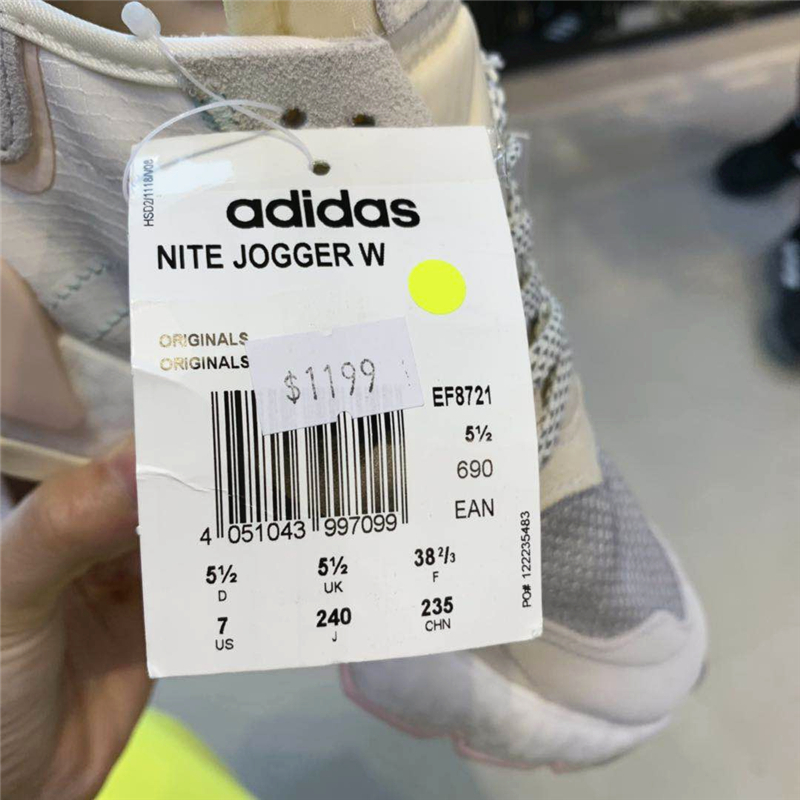 HSD2/1118/V06
adidas
NITE JOGGER W
ORIGINALS
ORIGINALS
$1199
EF8721
5½
690
EAN
4 051043 997099
5½ 5½ 38 2/3
D UK F
7 240 235
US J CHN
PO# 122235483